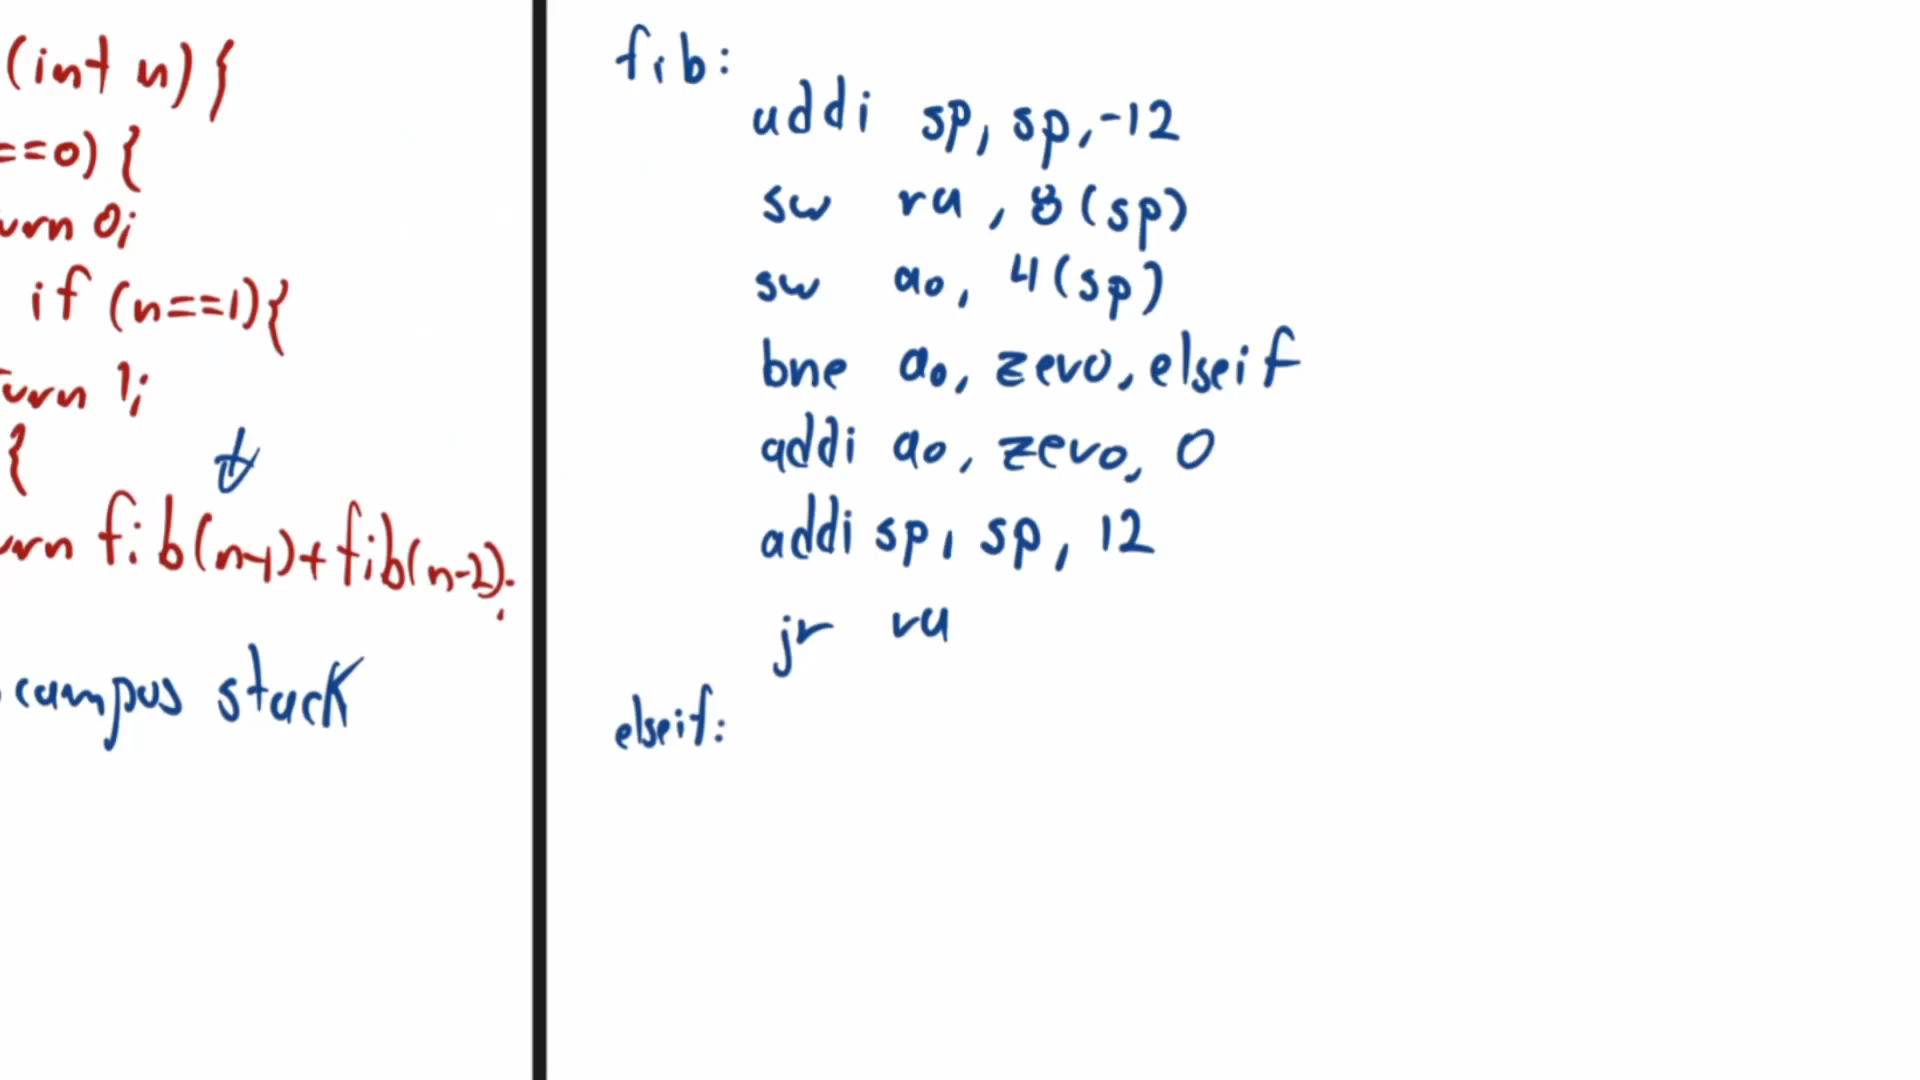 (int n) {
==0) {
urn 0;
if (n==1) {
urn 1;
{
urn fib(n-1)+fib(n-2);
campos stack
fib:
addi sp, sp, -12
sw ra, 8(sp)
sw a0, 4(sp)
bne a0, zero, elseif
addi a0, zero, 0
addi sp, sp, 12
jr ra
elseif: